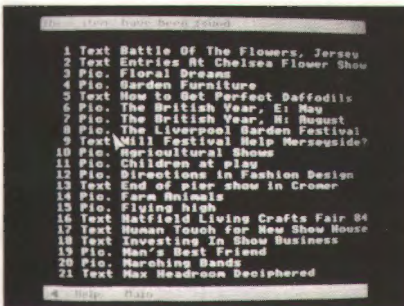 items have been found
1 Text Battle Of The Flowers, Jersey
2 Text Entries At Chelsea Flower Show
3 Pic. Floral Dreams
4 Pic. Garden Furniture
5 Text How to Get Perfect Daffodils
6 Pic. The British Year, E: May
7 Pic. The British Year, H: August
8 Pic. The Liverpool Garden Festival
9 Text Will Festival Help Merseyside?
10 Pic. Agricultural Shows
11 Pic. Children at play
12 Pic. Directions in Fashion Design
13 Text End of pier show in Cromer
14 Pic. Farm Animals
15 Pic. Flying high
16 Text Hatfield Living Crafts Fair 84
17 Text Human Touch for New Show House
18 Text Investing In Show Business
19 Pic. Man's Best Friend
20 Pic. Marching Bands
21 Text Max Headroom Deciphered
Help Main